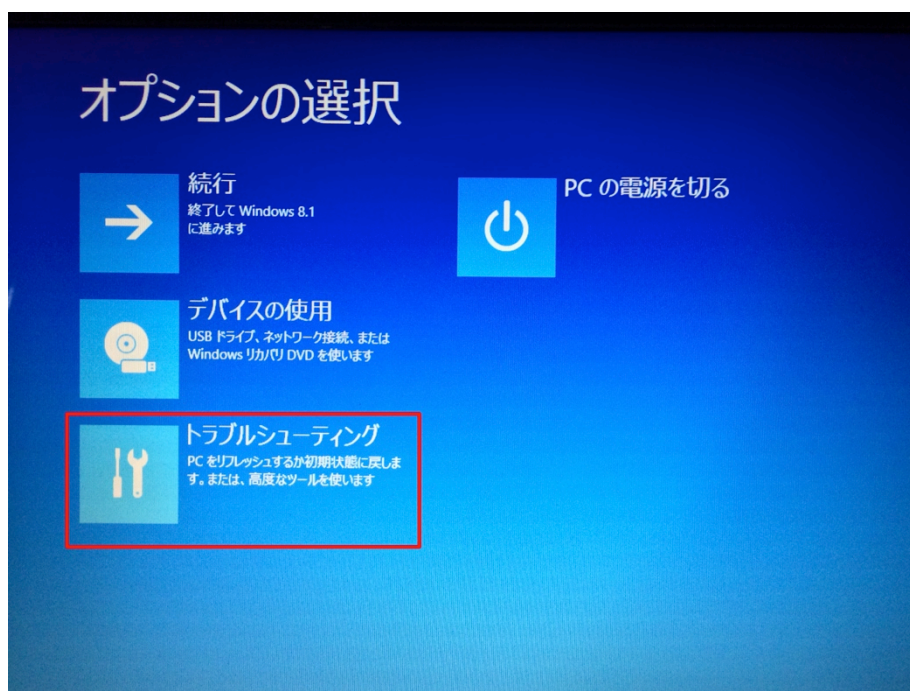 オプションの選択
続行
終了して Windows 8.1
に進みます
PC の電源を切る
デバイスの使用
USB ドライブ、ネットワーク接続、または
Windows リカバリ DVD を使います
トラブルシューティング
PC をリフレッシュするか初期状態に戻しま
す。または、高度なツールを使います